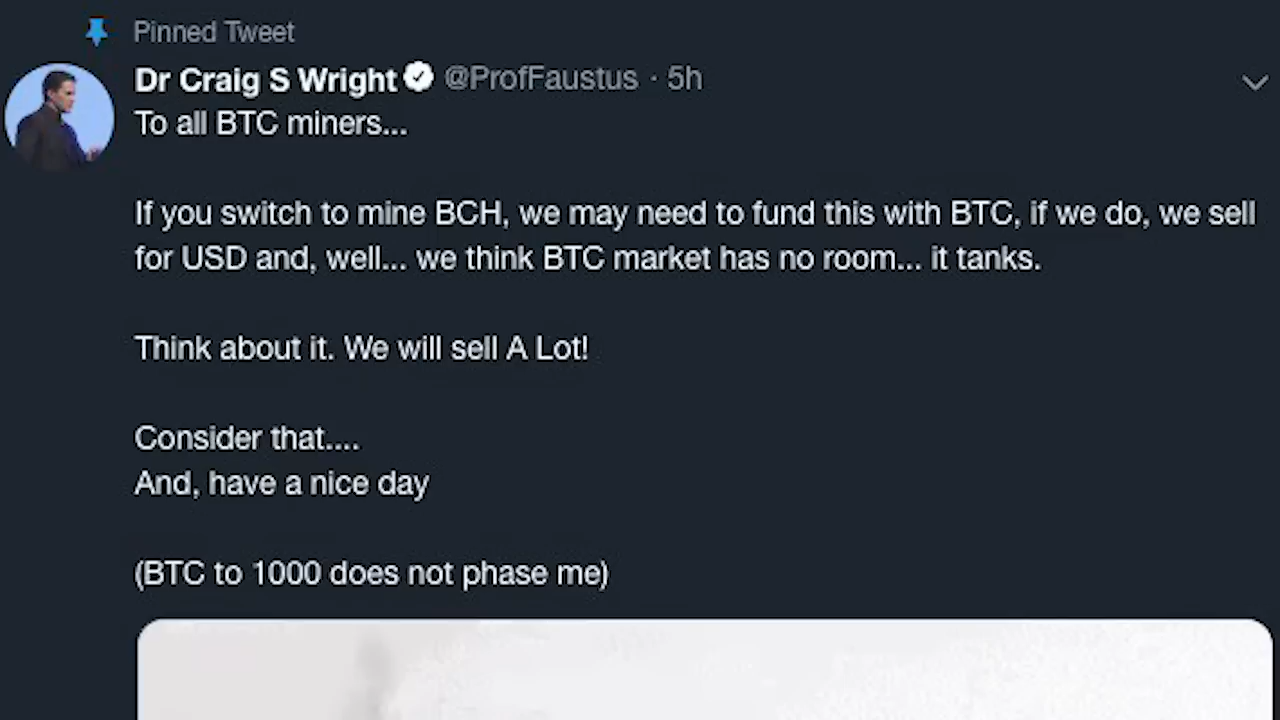 Pinned Tweet
Dr Craig S Wright @ProfFaustus · 5h
To all BTC miners...
If you switch to mine BCH, we may need to fund this with BTC, if we do, we sell
for USD and, well... we think BTC market has no room... it tanks.
Think about it. We will sell A Lot!
Consider that....
And, have a nice day
(BTC to 1000 does not phase me)